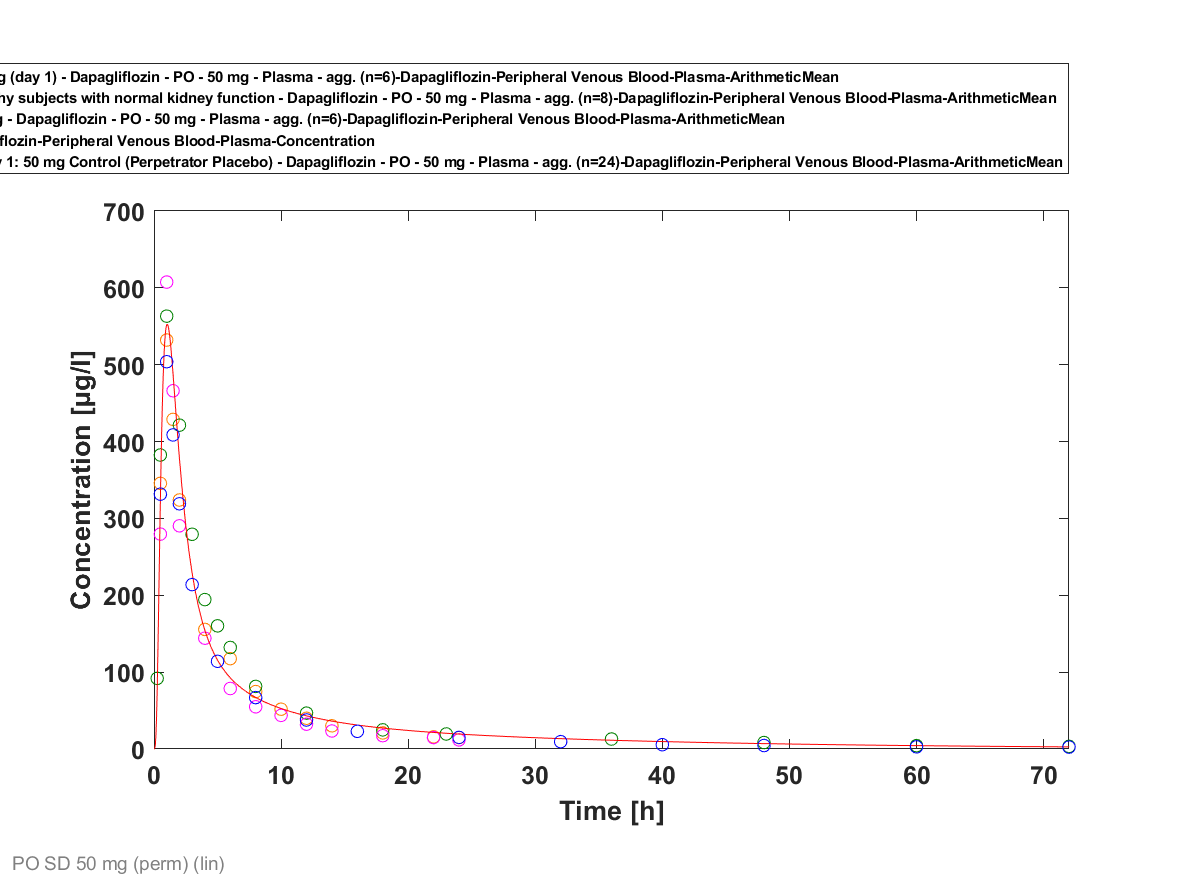 g (day 1) - Dapagliflozin - PO - 50 mg - Plasma - agg. (n=6)-Dapagliflozin-Peripheral Venous Blood-Plasma-ArithmeticMean
hy subjects with normal kidney function - Dapagliflozin - PO - 50 mg - Plasma - agg. (n=8)-Dapagliflozin-Peripheral Venous Blood-Plasma-ArithmeticMean
g - Dapagliflozin - PO - 50 mg - Plasma - agg. (n=6)-Dapagliflozin-Peripheral Venous Blood-Plasma-ArithmeticMean
flozin-Peripheral Venous Blood-Plasma-Concentration
1: 50 mg Control (Perpetrator Placebo) - Dapagliflozin - PO - 50 mg - Plasma - agg. (n=24)-Dapagliflozin-Peripheral Venous Blood-Plasma-ArithmeticMean
700
600
500
400
300
200
100
0
Concentration [µg/l]
0 10 20 30 40 50 60 70
Time [h]
PO SD 50 mg (perm) (lin)